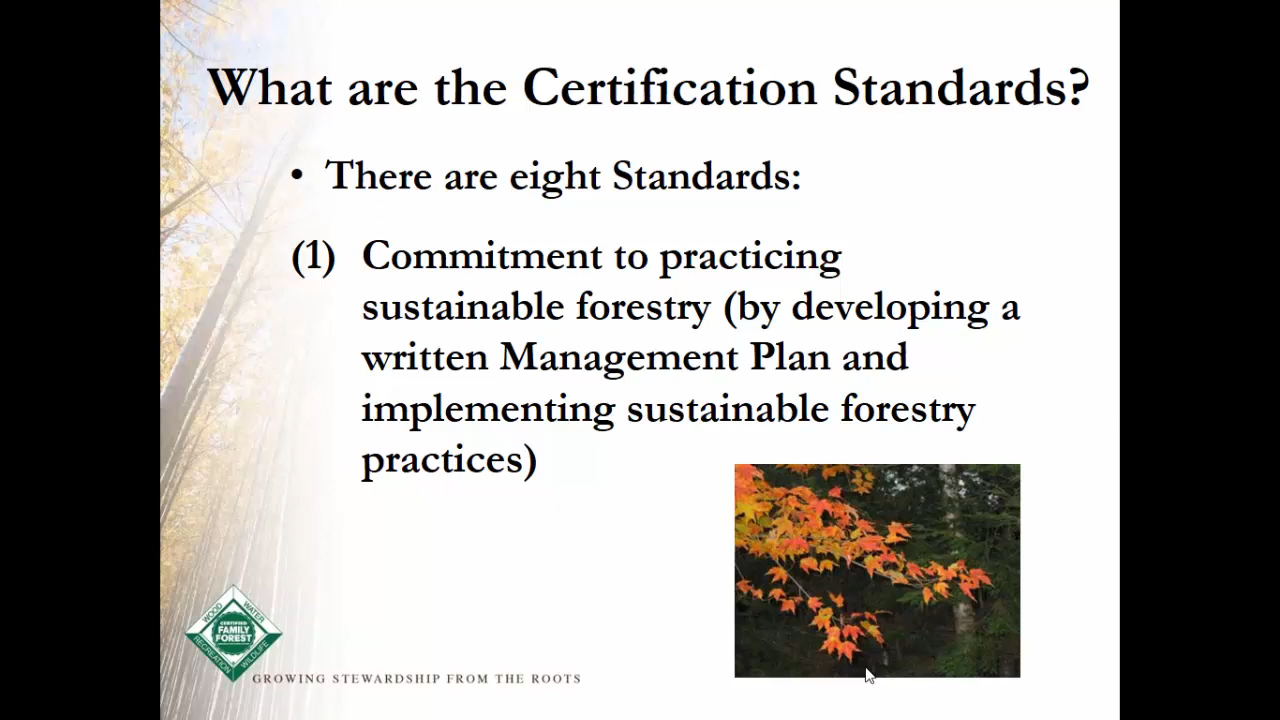 What are the Certification Standards?
• There are eight Standards:
(1) Commitment to practicing
sustainable forestry (by developing a
written Management Plan and
implementing sustainable forestry
practices)
WOOD
WATER
CERTIFIED
FAMILY
FOREST
RECREATION
WILDLIFE
GROWING STEWARDSHIP FROM THE ROOTS